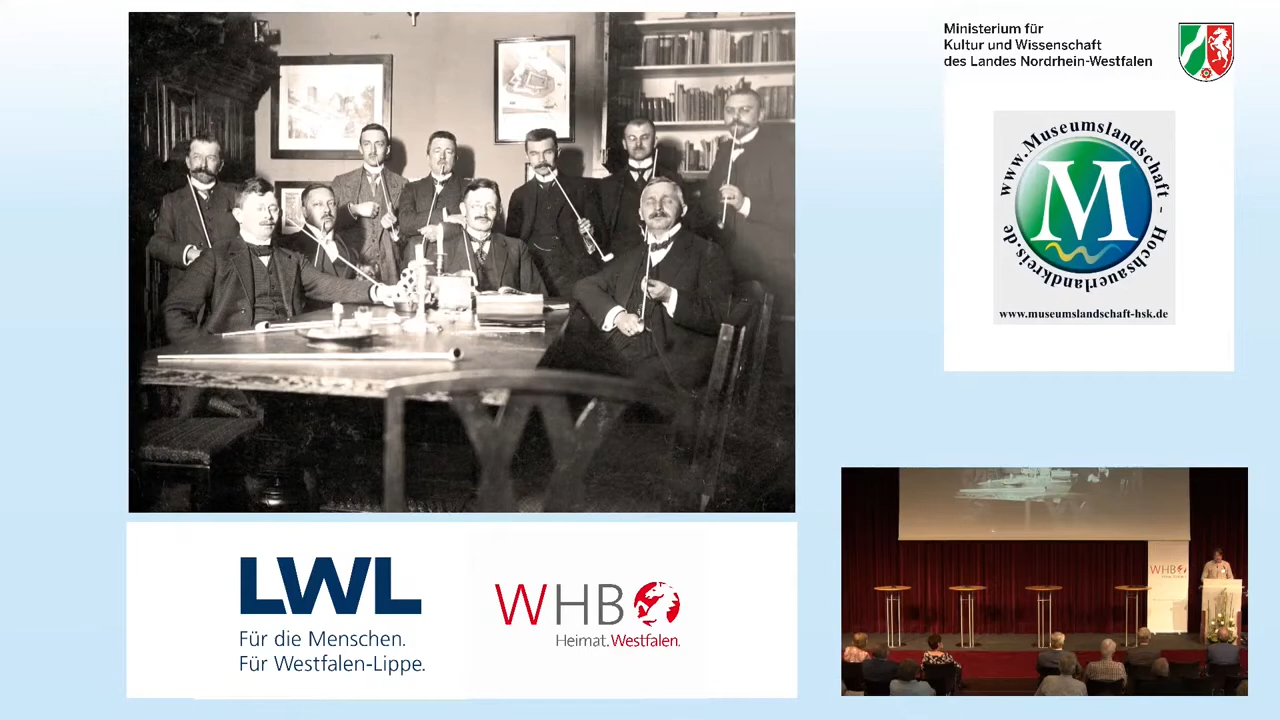 Ministerium für
Kultur und Wissenschaft
des Landes Nordrhein-Westfalen
www.Museumslandschaft - Hochsauerlandkreis.de
M
www.museumslandschaft-hsk.de
LWL
Für die Menschen.
Für Westfalen-Lippe.
WHB
Heimat.Westfalen.
WHB